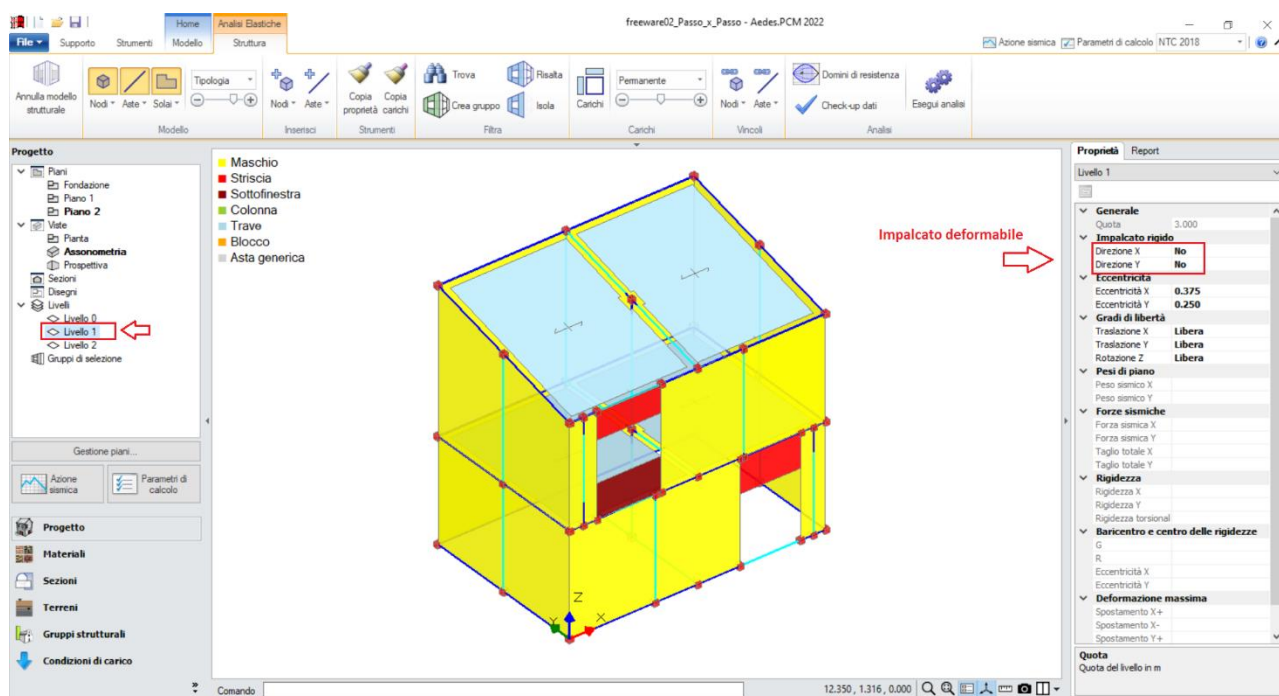 freeware02_Passo_x_Passo - Aedes.PCM 2022
Home
Analisi Elastiche
File
Supporto
Strumenti
Modello
Struttura
Azione sismica
Parametri di calcolo
NTC 2018
Annulla modello strutturale
Nodi
Aste
Solai
Tipologia
Modello
Nodi
Aste
Inserisci
Copia proprietà
Copia carichi
Strumenti
Trova
Crea gruppo
Risalta
Isola
Filtra
Carichi
Permanente
Carichi
Nodi
Aste
Vincoli
Domini di resistenza
Check-up dati
Esegui analisi
Analisi
Progetto
Piani
Fondazione
Piano 1
Piano 2
Viste
Pianta
Assonometria
Prospettiva
Sezioni
Disegni
Livelli
Livello 0
Livello 1
Livello 2
Gruppi di selezione
Gestione piani...
Azione sismica
Parametri di calcolo
Progetto
Materiali
Sezioni
Terreni
Gruppi strutturali
Condizioni di carico
Maschio
Striscia
Sottofinestra
Colonna
Trave
Blocco
Asta generica
Impalcato deformabile
Z
X
Y
Comando
12.350 , 1.316 , 0.000
Proprietà
Report
Livello 1
Generale
Quota 3.000
Impalcato rigido
Direzione X No
Direzione Y No
Eccentricità
Eccentricità X 0.375
Eccentricità Y 0.250
Gradi di libertà
Traslazione X Libera
Traslazione Y Libera
Rotazione Z Libera
Pesi di piano
Peso sismico X
Peso sismico Y
Forze sismiche
Forza sismica X
Forza sismica Y
Taglio totale X
Taglio totale Y
Rigidezza
Rigidezza X
Rigidezza Y
Rigidezza torsional
Baricentro e centro delle rigidezze
G
R
Eccentricità X
Eccentricità Y
Deformazione massima
Spostamento X+
Spostamento X-
Spostamento Y+
Quota
Quota del livello in m